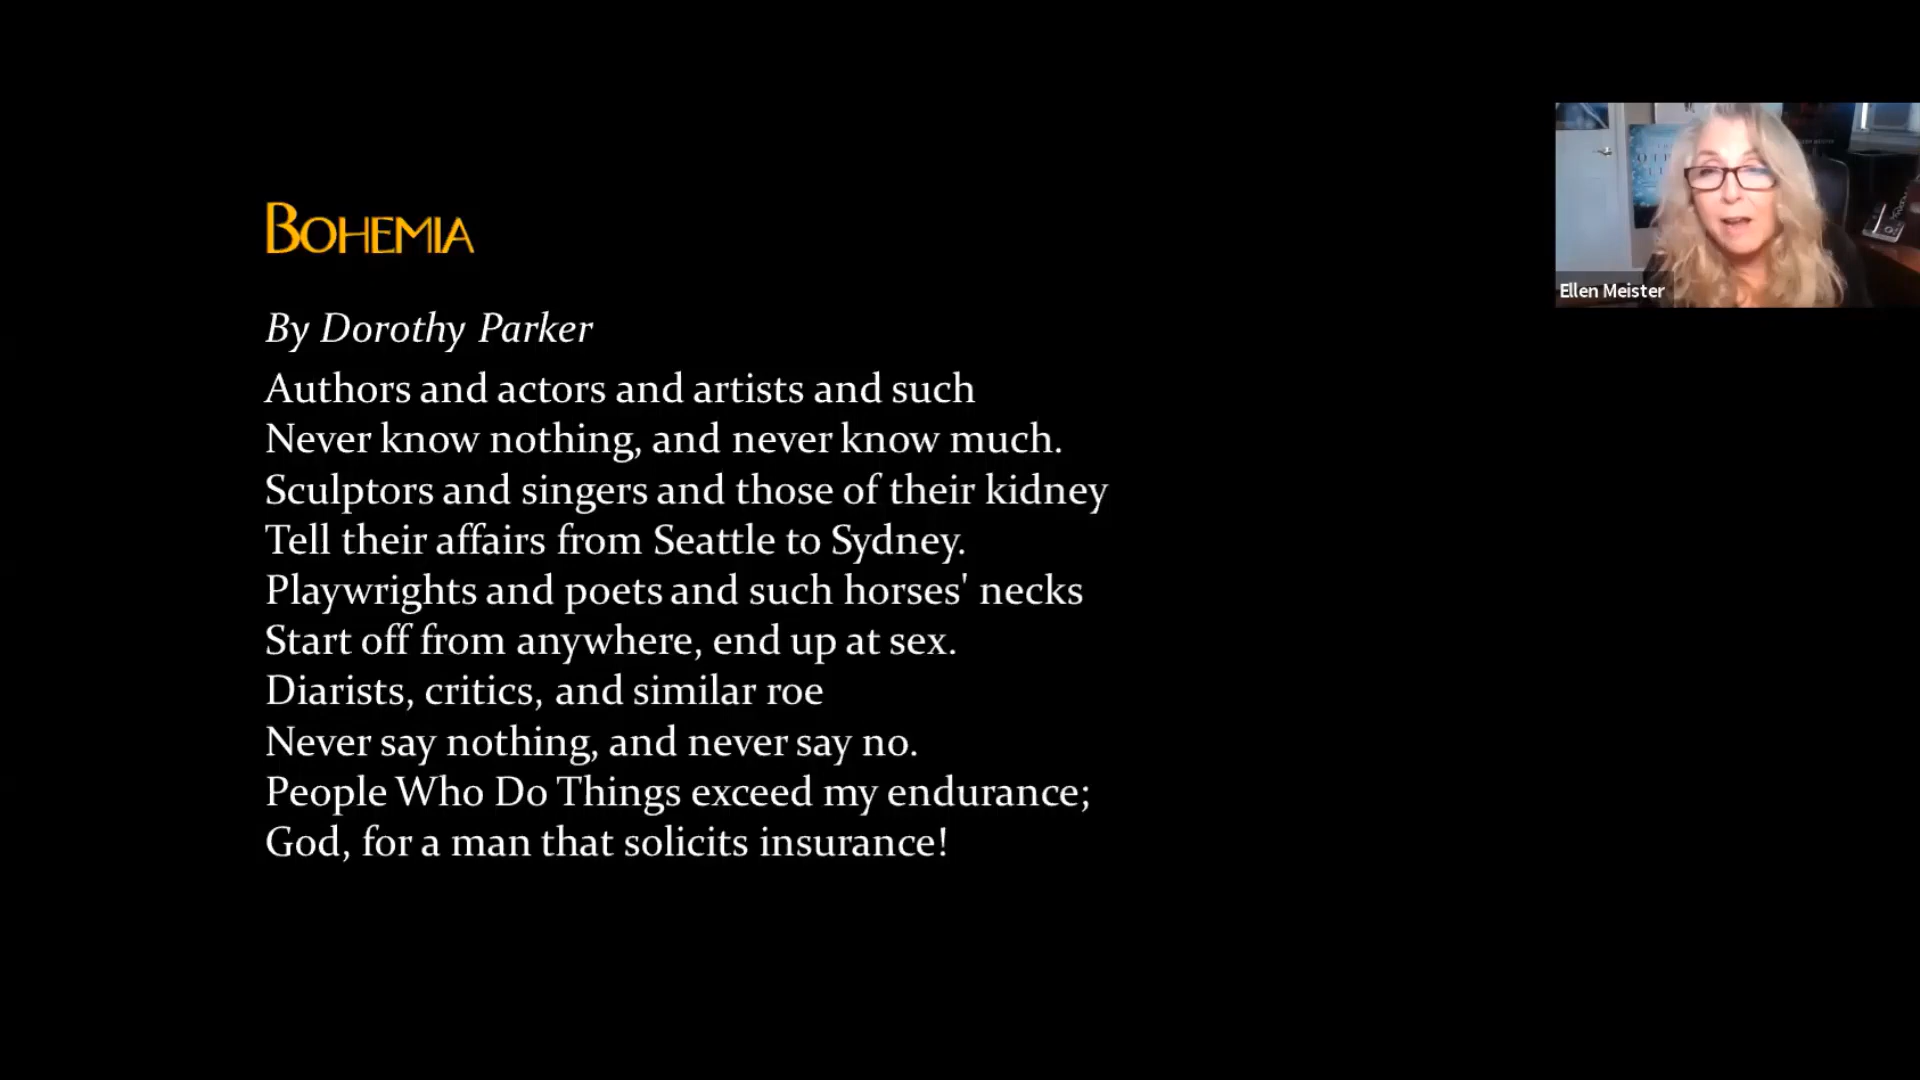 BOHEMIA
By Dorothy Parker
Authors and actors and artists and such
Never know nothing, and never know much.
Sculptors and singers and those of their kidney
Tell their affairs from Seattle to Sydney.
Playwrights and poets and such horses' necks
Start off from anywhere, end up at sex.
Diarists, critics, and similar roe
Never say nothing, and never say no.
People Who Do Things exceed my endurance;
God, for a man that solicits insurance!
Ellen Meister